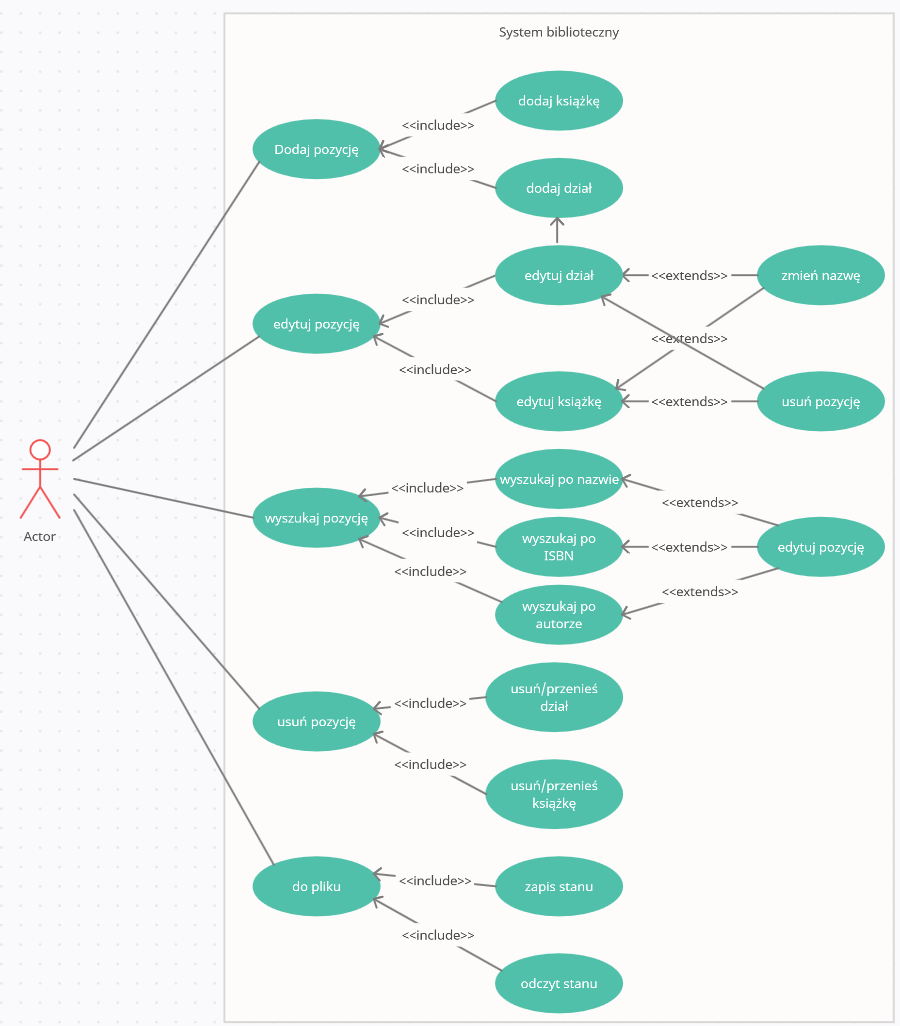 System biblioteczny
dodaj książkę
<<include>>
Dodaj pozycję
<<include>>
dodaj dział
edytuj dział
<<extends>>
zmień nazwę
<<include>>
edytuj pozycję
<<extends>>
<<include>>
edytuj książkę
<<extends>>
usuń pozycję
wyszukaj po nazwie
<<include>>
<<extends>>
wyszukaj pozycję
<<include>>
wyszukaj po
ISBN
<<extends>>
edytuj pozycję
Actor
<<include>>
<<extends>>
wyszukaj po
autorze
usuń/przenieś
dział
<<include>>
usuń pozycję
<<include>>
usuń/przenieś
książkę
do pliku
<<include>>
zapis stanu
<<include>>
odczyt stanu